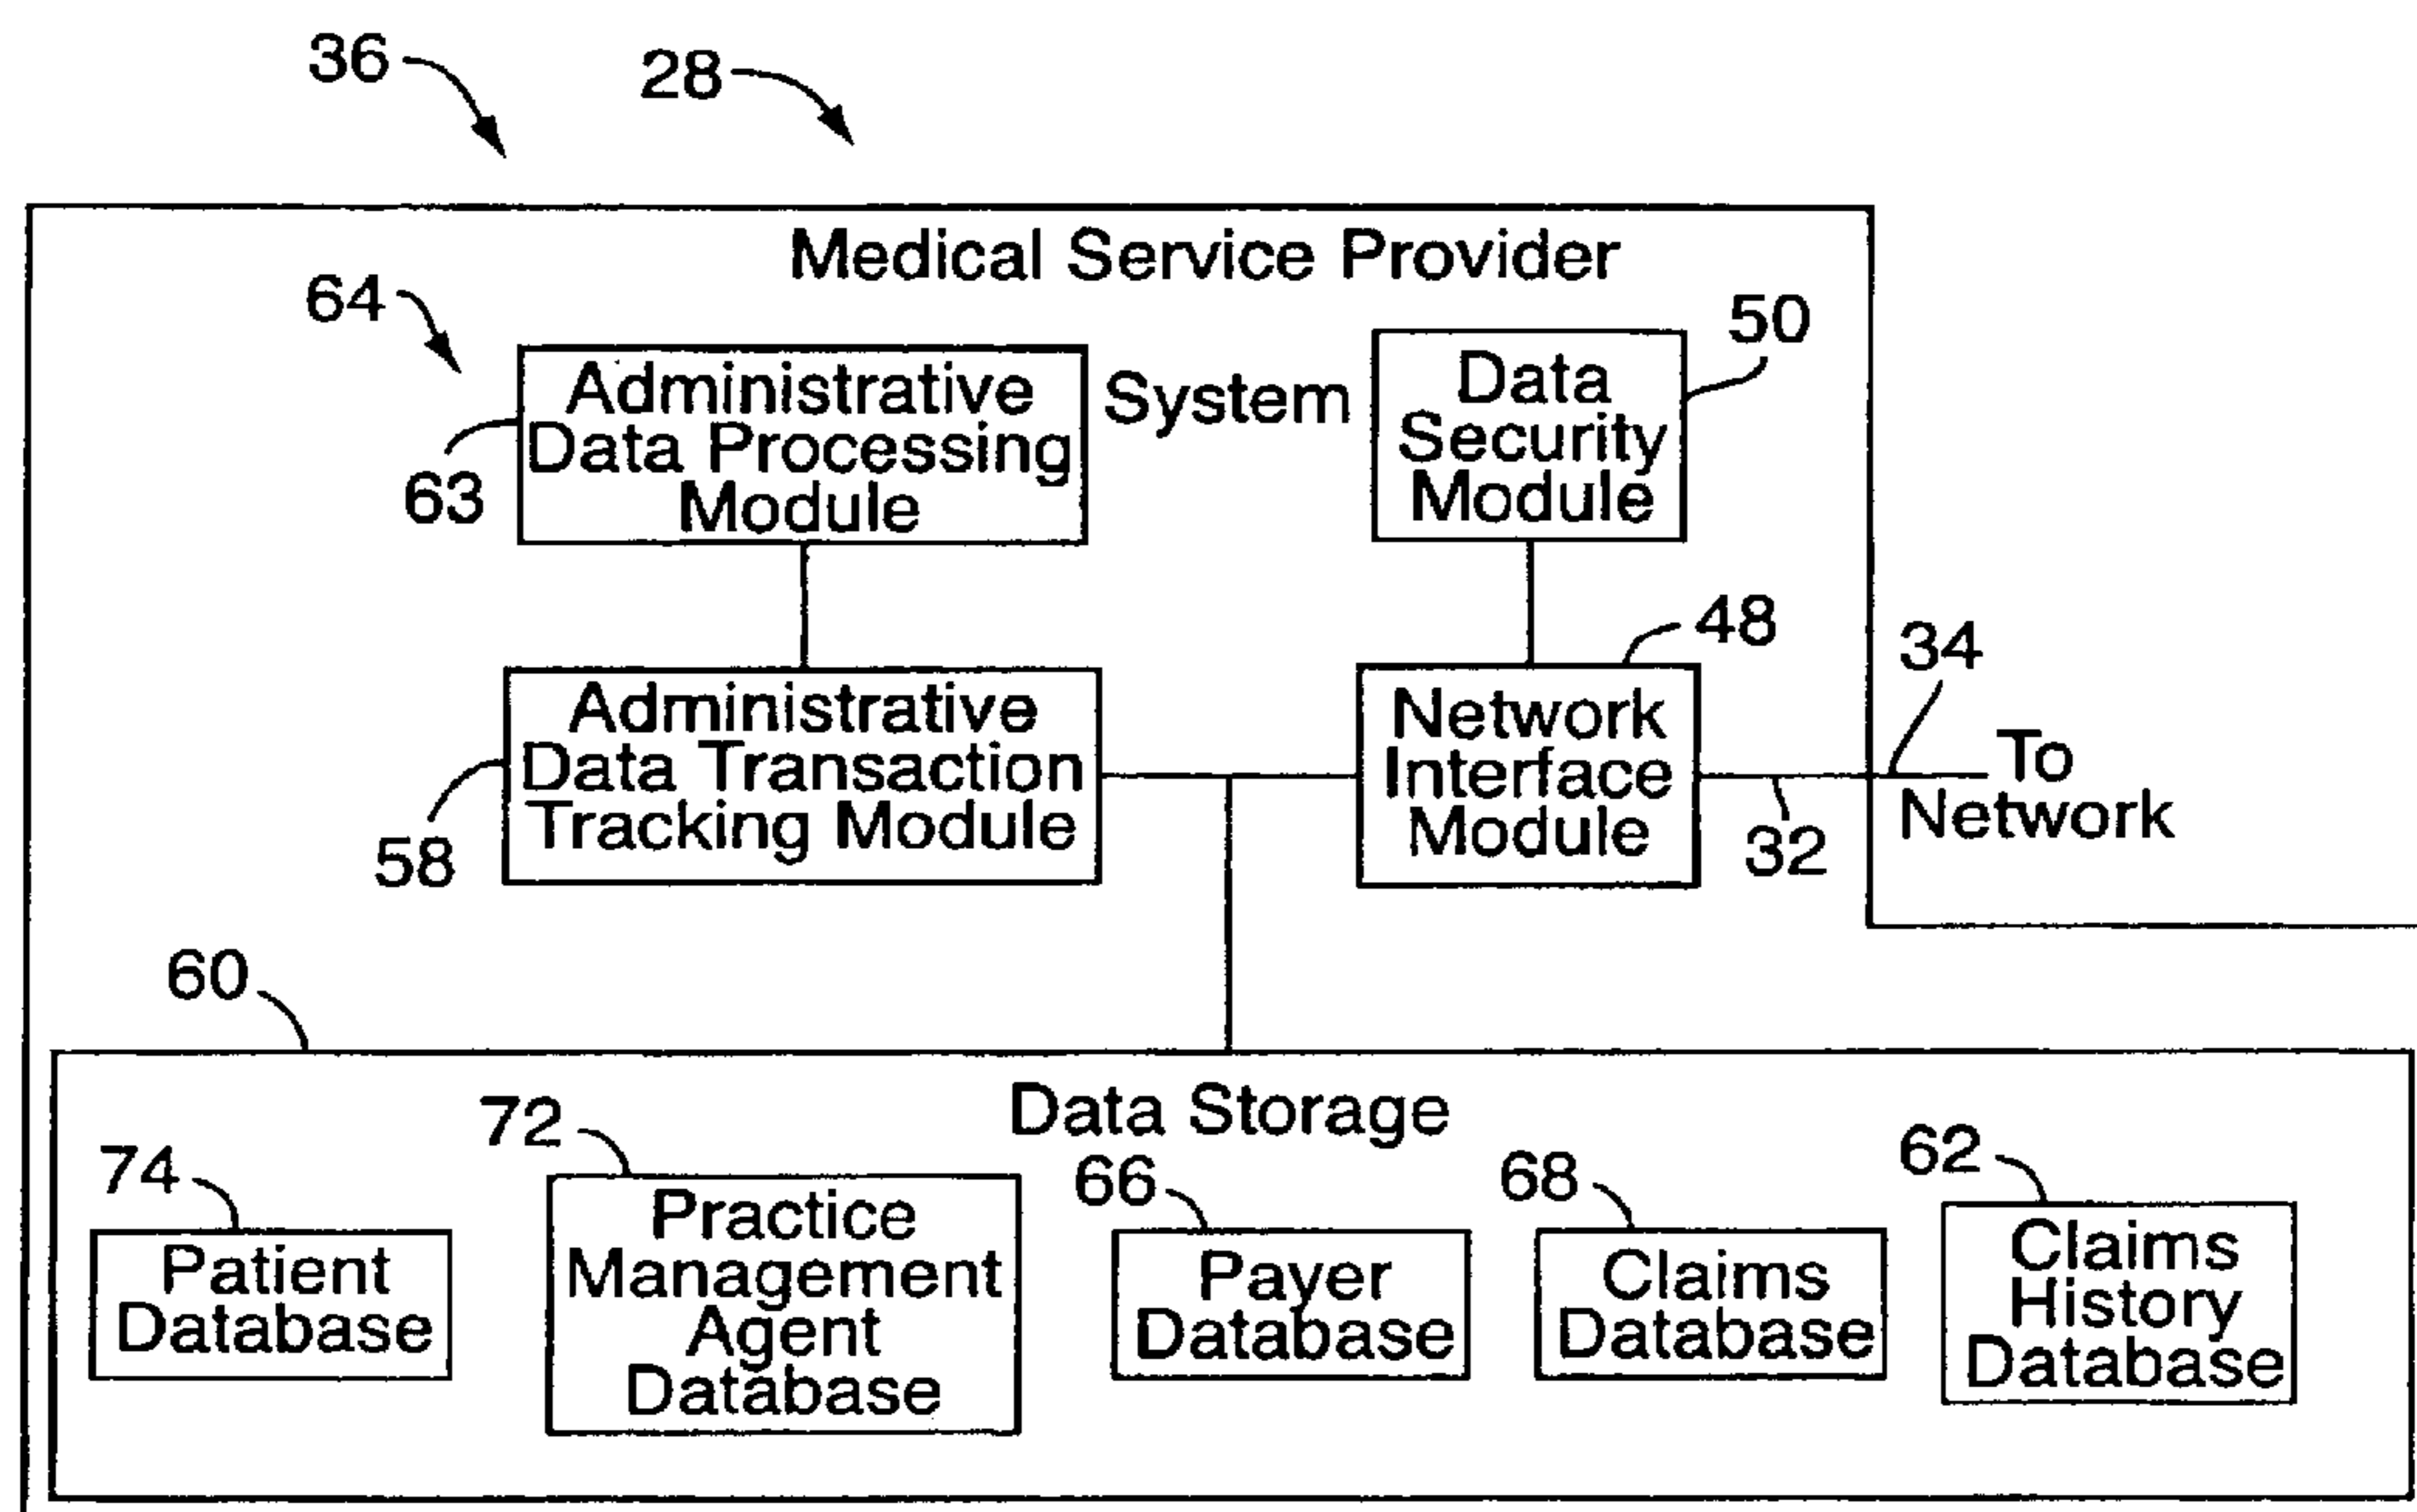 36
28
Medical Service Provider
64
Administrative
Data Processing
Module
63
System
Data
Security
Module
50
Administrative
Data Transaction
Tracking Module
58
Network
Interface
Module
48
32
34
To
Network
60
Data Storage
74
Patient
Database
72
Practice
Management
Agent
Database
66
Payer
Database
68
Claims
Database
62
Claims
History
Database